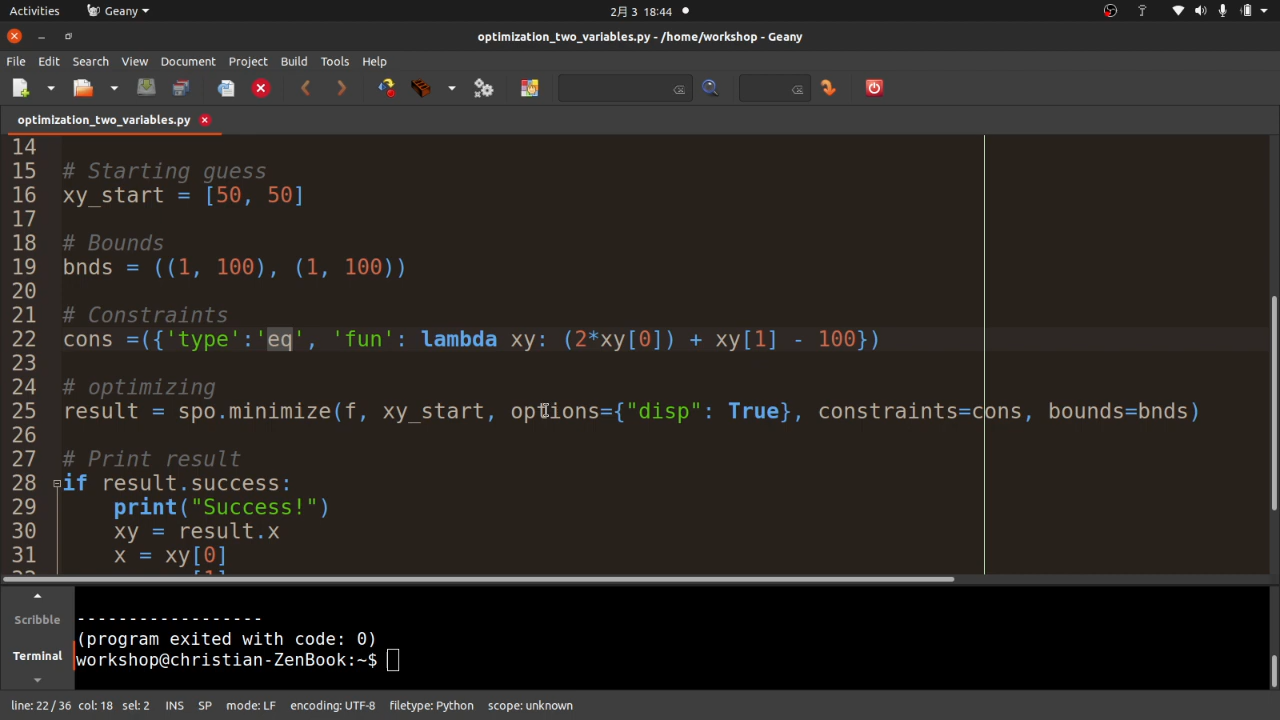 Activities Geany 2月 3 18:44
optimization_two_variables.py - /home/workshop - Geany
File Edit Search View Document Project Build Tools Help
optimization_two_variables.py
14
15 # Starting guess
16 xy_start = [50, 50]
17
18 # Bounds
19 bnds = ((1, 100), (1, 100))
20
21 # Constraints
22 cons =({'type':'eq', 'fun': lambda xy: (2*xy[0]) + xy[1] - 100})
23
24 # optimizing
25 result = spo.minimize(f, xy_start, options={"disp": True}, constraints=cons, bounds=bnds)
26
27 # Print result
28 if result.success:
29 print("Success!")
30 xy = result.x
31 x = xy[0]
Scribble
Terminal
------------------
(program exited with code: 0)
workshop@christian-ZenBook:~$
line: 22 / 36 col: 18 sel: 2 INS SP mode: LF encoding: UTF-8 filetype: Python scope: unknown